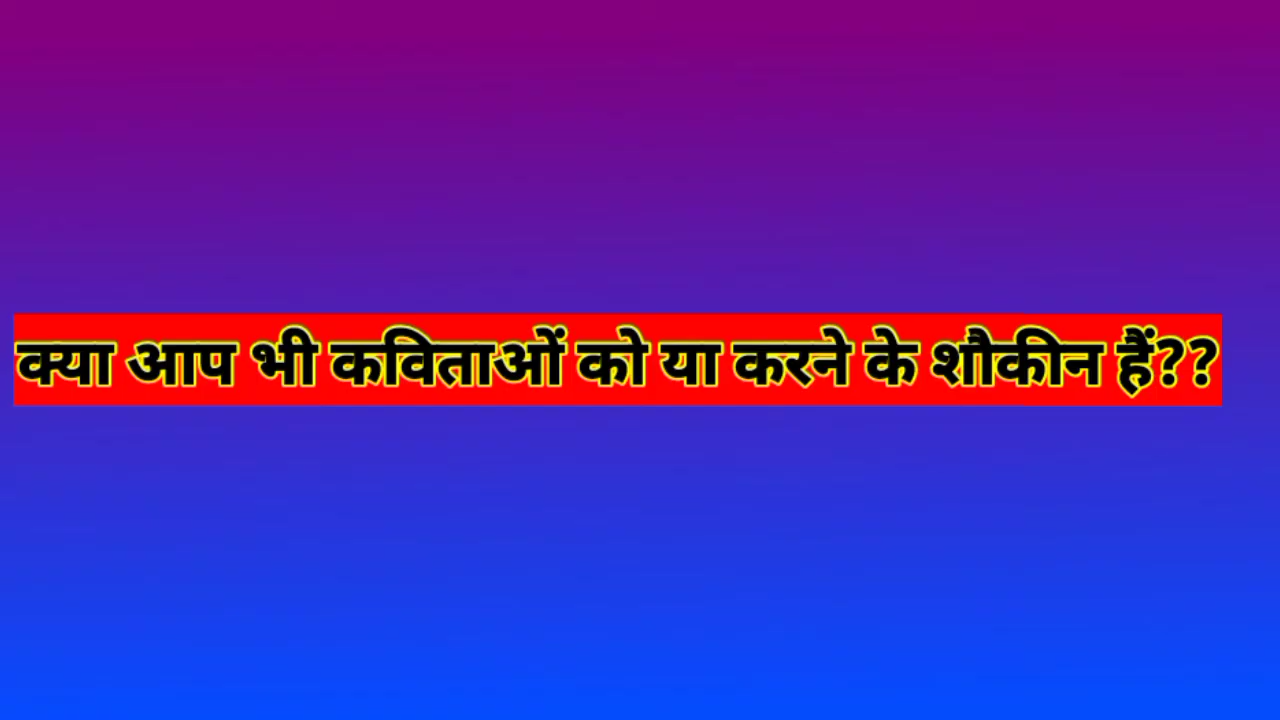 क्या आप भी कविताओं को या करने के शौकीन हैं??